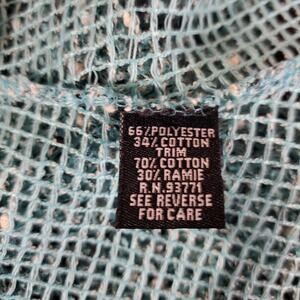 66% POLYESTER
34% COTTON
TRIM
70% COTTON
30% RAMIE
R.N. 93771
SEE REVERSE
FOR CARE